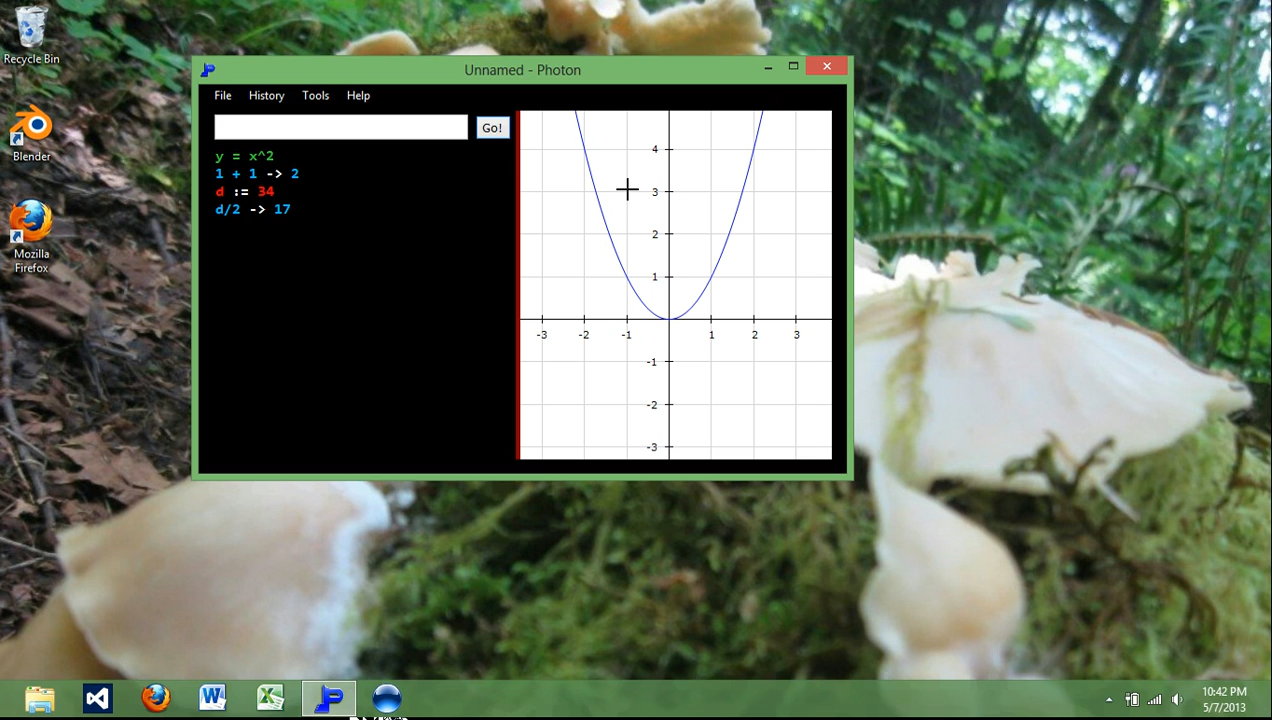 Recycle Bin
Blender
Mozilla
Firefox
Unnamed - Photon
File History Tools Help
Go!
y = x^2
1 + 1 -> 2
d := 34
d/2 -> 17
4
3
2
1
-3 -2 -1 1 2 3
-1
-2
-3
10:42 PM
5/7/2013